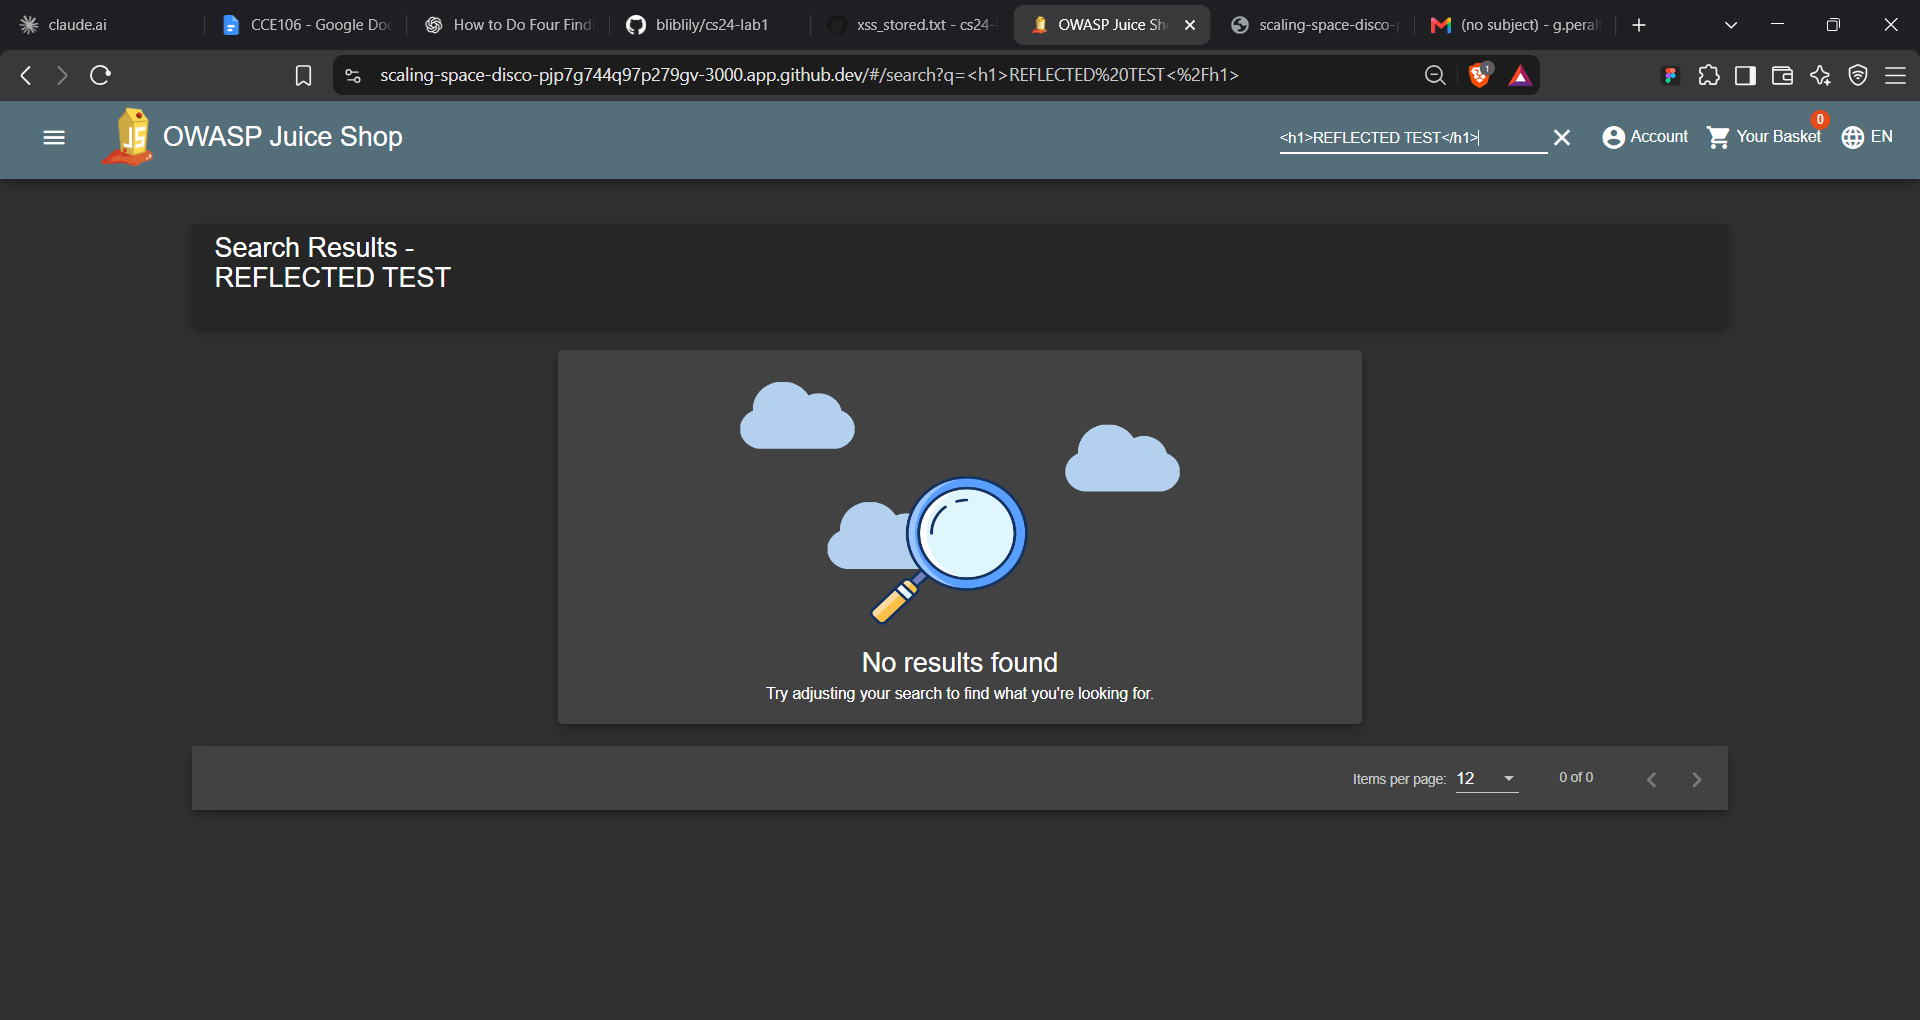 claude.ai
CCE106 - Google Doc
How to Do Four Findi
bliblily/cs24-lab1
xss_stored.txt - cs24-
OWASP Juice Sh
scaling-space-disco-
(no subject) - g.peral
scaling-space-disco-pjp7g744q97p279gv-3000.app.github.dev/#/search?q=<h1>REFLECTED%20TEST<%2Fh1>
1
OWASP Juice Shop
<h1>REFLECTED TEST</h1>
Account
Your Basket
0
EN
Search Results -
REFLECTED TEST
No results found
Try adjusting your search to find what you're looking for.
Items per page: 12
0 of 0